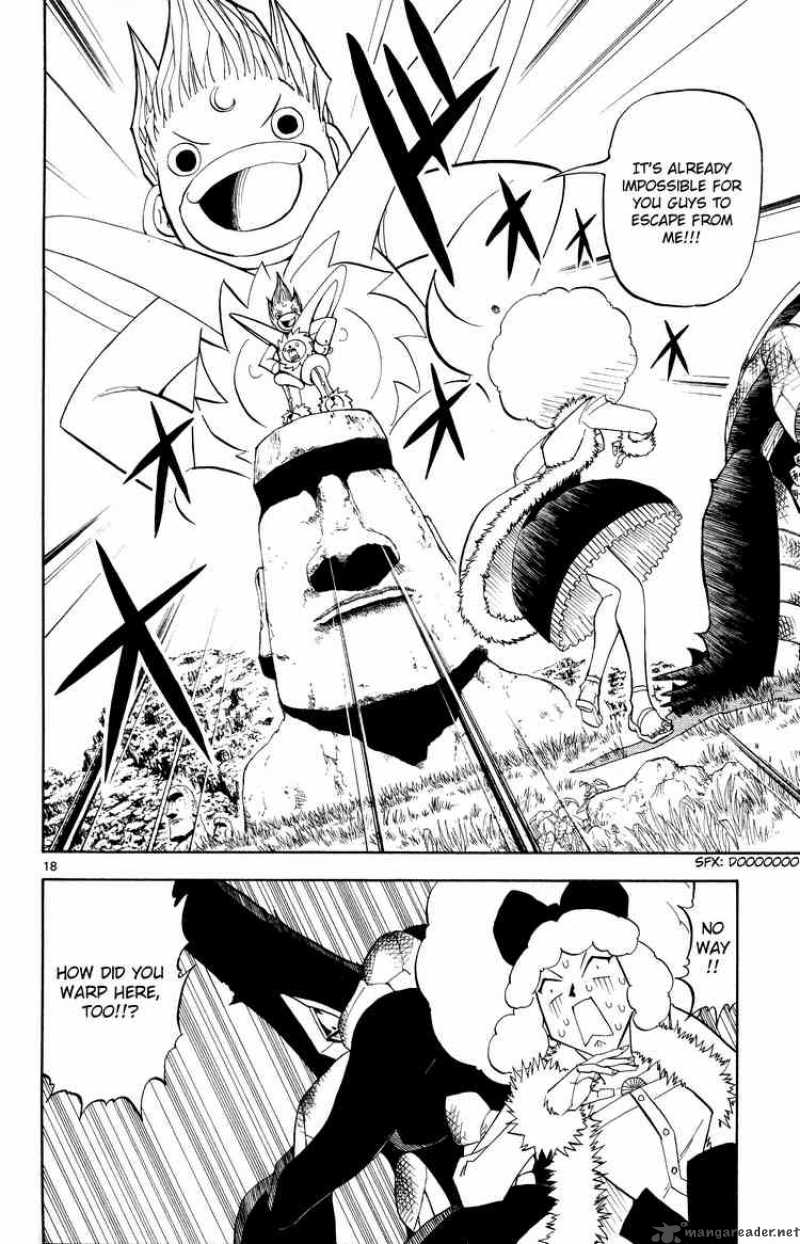 IT'S ALREADY
IMPOSSIBLE FOR
YOU GUYS TO
ESCAPE FROM
ME!!!
18
SFX: DOOOOOOO
NO
WAY
!!
HOW DID YOU
WARP HERE,
TOO!!?
mangareader.net